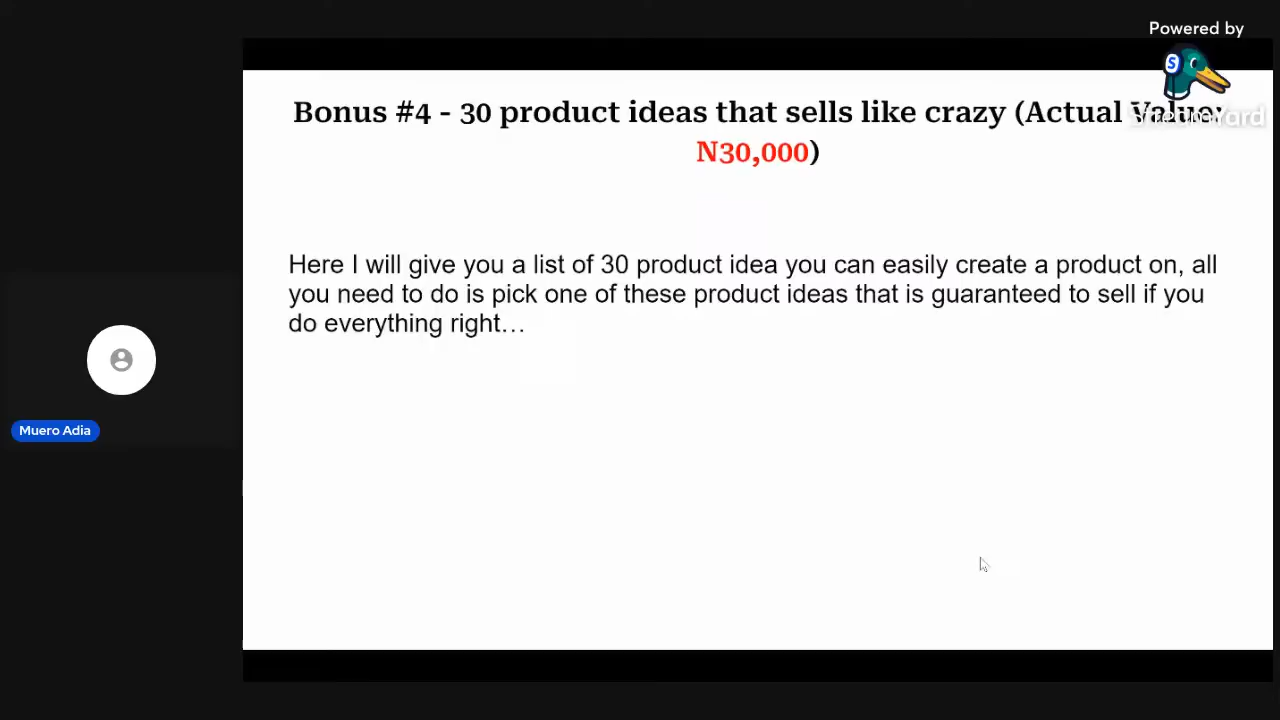 Powered by
StreamYard
Bonus #4 - 30 product ideas that sells like crazy (Actual Value:
N30,000)
Here I will give you a list of 30 product idea you can easily create a product on, all
you need to do is pick one of these product ideas that is guaranteed to sell if you
do everything right…
Muero Adia